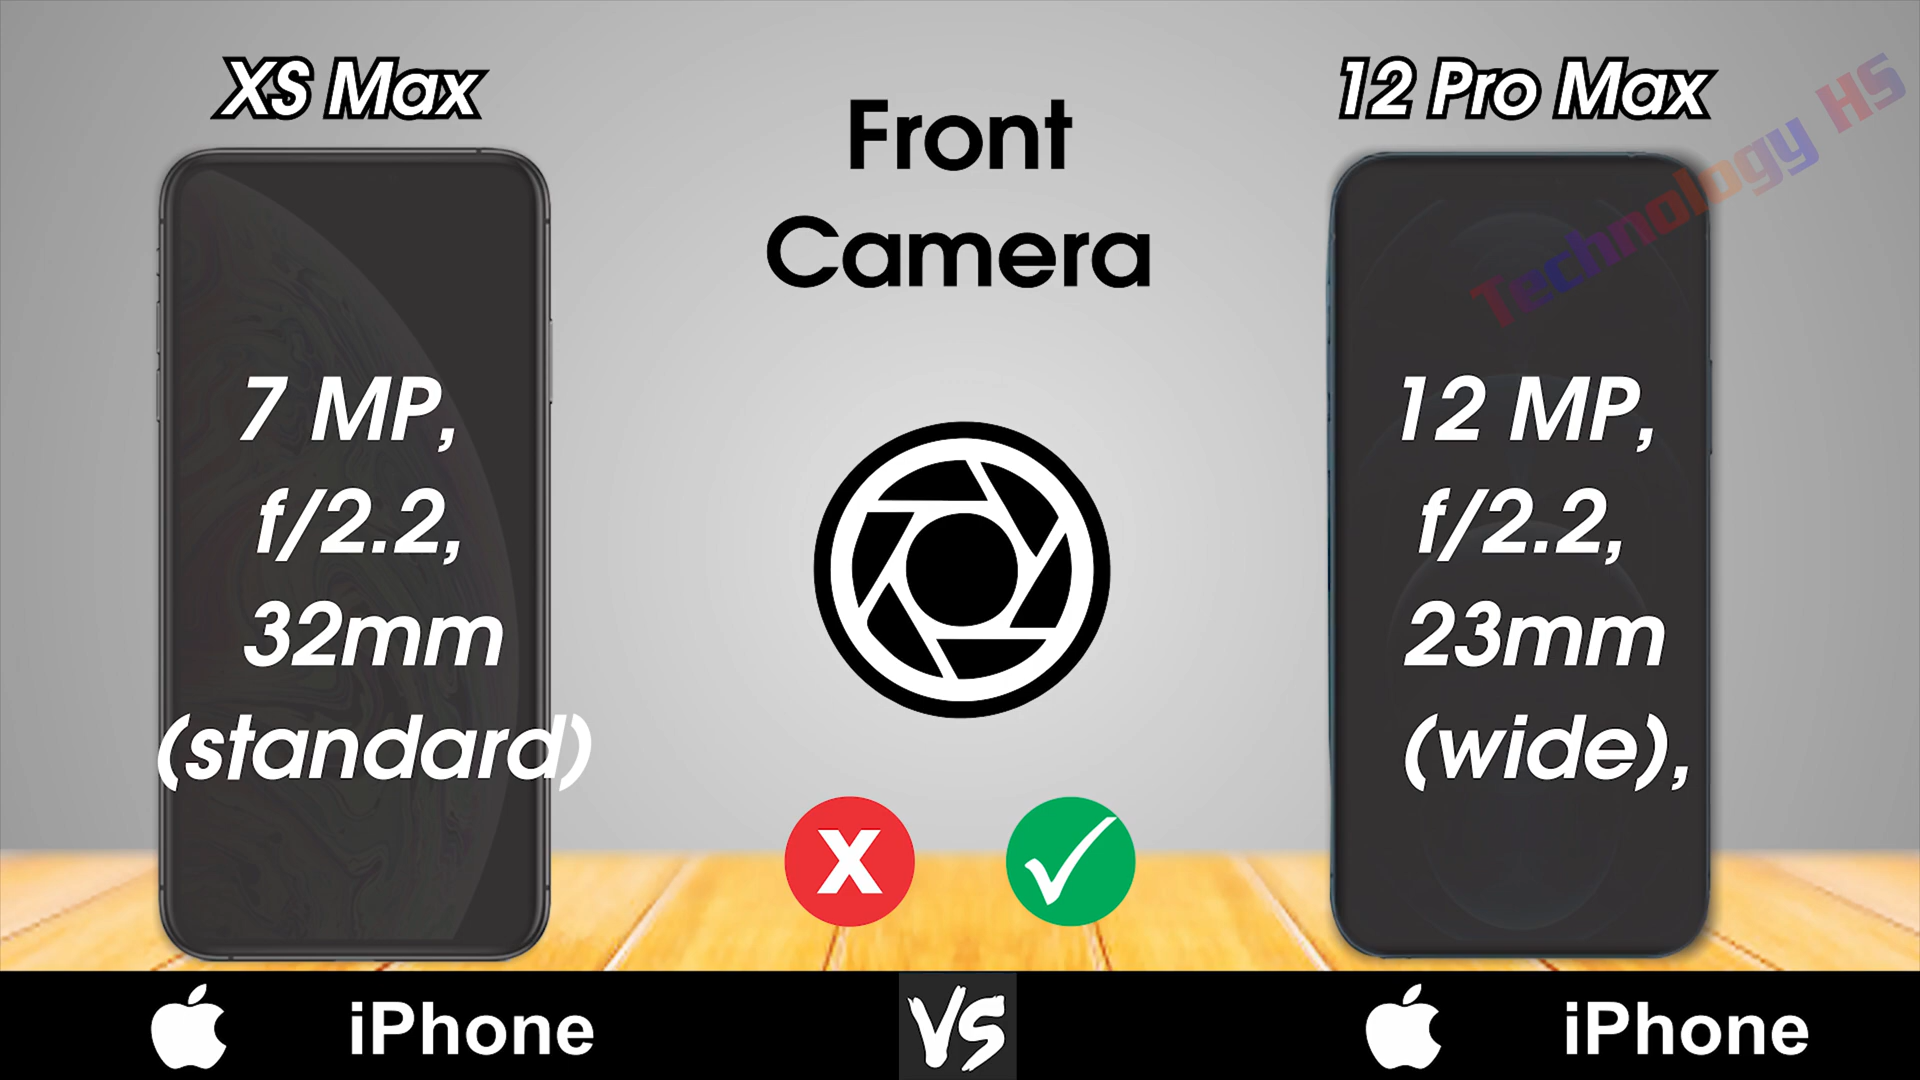 XS Max
Front
Camera
12 Pro Max
Technology HS
7 MP,
f/2.2,
32mm
(standard)
12 MP,
f/2.2,
23mm
(wide),
X
iPhone
VS
iPhone